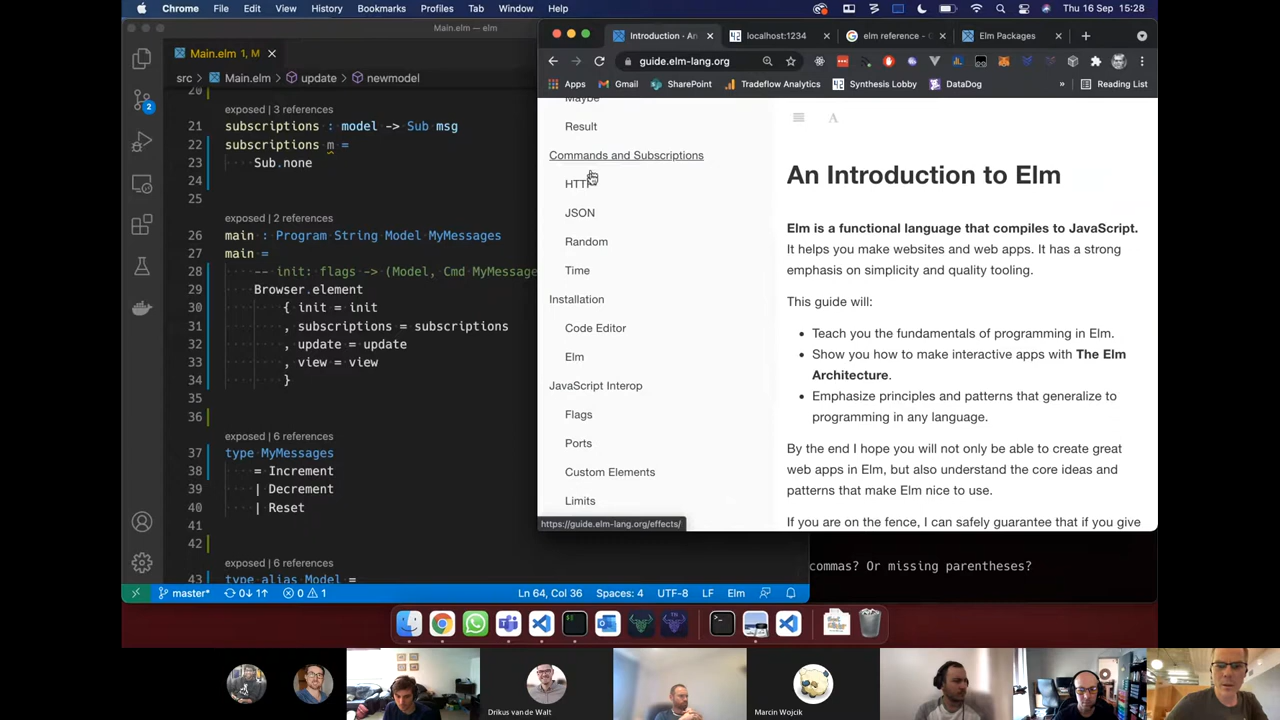 Chrome File Edit View History Bookmarks Profiles Tab Window Help
Thu 16 Sep 15:28
Main.elm — elm
Main.elm 1, M
src > Main.elm > update > newmodel
20
exposed | 3 references
21 subscriptions : model -> Sub msg
22 subscriptions m =
23 Sub.none
24
25
exposed | 2 references
26 main : Program String Model MyMessages
27 main =
28 -- init: flags -> (Model, Cmd MyMessage
29 Browser.element
30 { init = init
31 , subscriptions = subscriptions
32 , update = update
33 , view = view
34 }
35
36
exposed | 6 references
37 type MyMessages
38 = Increment
39 | Decrement
40 | Reset
41
42
exposed | 6 references
43 type alias Model =
2
master* 0↓ 1↑ 0 1 Ln 64, Col 36 Spaces: 4 UTF-8 LF Elm
Introduction · An
localhost:1234
elm reference -
Elm Packages
guide.elm-lang.org
Apps Gmail SharePoint Tradeflow Analytics Synthesis Lobby DataDog » Reading List
Maybe
Result
Commands and Subscriptions
HTTP
JSON
Random
Time
Installation
Code Editor
Elm
JavaScript Interop
Flags
Ports
Custom Elements
Limits
https://guide.elm-lang.org/effects/
A
An Introduction to Elm
Elm is a functional language that compiles to JavaScript.
It helps you make websites and web apps. It has a strong
emphasis on simplicity and quality tooling.
This guide will:
• Teach you the fundamentals of programming in Elm.
• Show you how to make interactive apps with The Elm
Architecture.
• Emphasize principles and patterns that generalize to
programming in any language.
By the end I hope you will not only be able to create great
web apps in Elm, but also understand the core ideas and
patterns that make Elm nice to use.
If you are on the fence, I can safely guarantee that if you give
commas? Or missing parentheses?
Drikus van de Walt
Marcin Wojcik